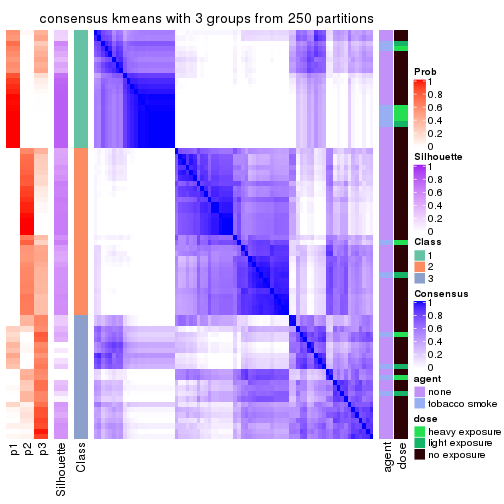 consensus kmeans with 3 groups from 250 partitions
Prob
1
0.8
0.6
0.4
0.2
0
Silhouette
1
0.8
0.6
0.4
0.2
0
Class
1
2
3
Consensus
1
0.8
0.6
0.4
0.2
0
agent
none
tobacco smoke
dose
heavy exposure
light exposure
no exposure
p1
p2
p3
Silhouette
Class
agent
dose